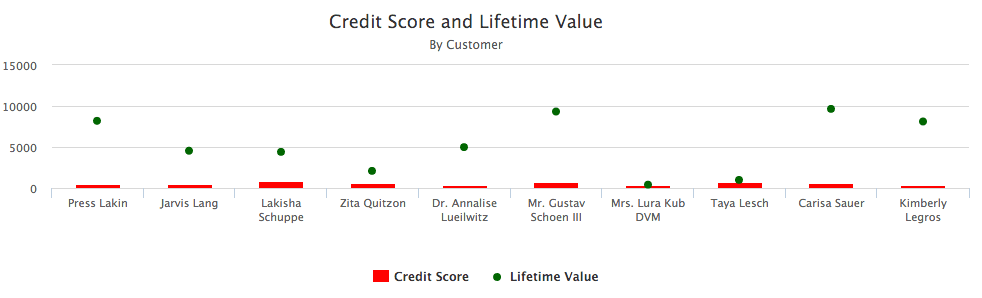 Credit Score and Lifetime Value
By Customer
15000
10000
5000
0
Press Lakin
Jarvis Lang
Lakisha
Schuppe
Zita Quitzon
Dr. Annalise
Lueilwitz
Mr. Gustav
Schoen III
Mrs. Lura Kub
DVM
Taya Lesch
Carisa Sauer
Kimberly
Legros
Credit Score
Lifetime Value